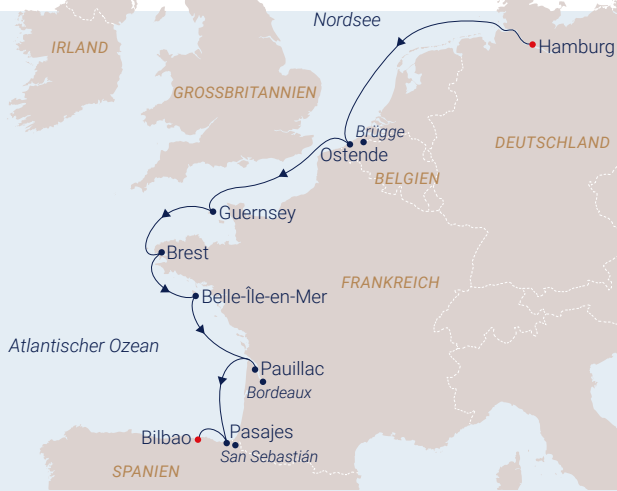 Nordsee
Hamburg
IRLAND
GROSSBRITANNIEN
Brügge
DEUTSCHLAND
Ostende
BELGIEN
Guernsey
Brest
FRANKREICH
Belle-Île-en-Mer
Atlantischer Ozean
Pauillac
Bordeaux
Pasajes
Bilbao
San Sebastián
SPANIEN